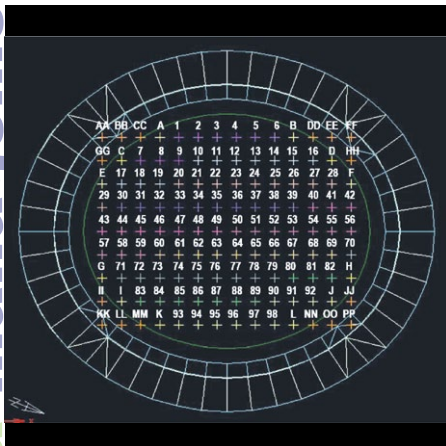 AA BB CC A 1 2 3 4 5 6 B DD EE FF
GG C 7 8 9 10 11 12 13 14 15 16 D HH
E 17 18 19 20 21 22 23 24 25 26 27 28 F
29 30 31 32 33 34 35 36 37 38 39 40 41 42
43 44 45 46 47 48 49 50 51 52 53 54 55 56
57 58 59 60 61 62 63 64 65 66 67 68 69 70
G 71 72 73 74 75 76 77 78 79 80 81 82 H
II I 83 84 85 86 87 88 89 90 91 92 J JJ
KK LL MM K 93 94 95 96 97 98 L NN OO PP
X